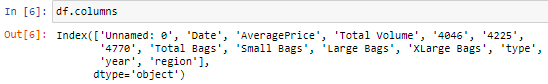 In [6]: df.columns
Out[6]: Index(['Unnamed: 0', 'Date', 'AveragePrice', 'Total Volume', '4046', '4225',
'4770', 'Total Bags', 'Small Bags', 'Large Bags', 'XLarge Bags', 'type',
'year', 'region'],
dtype='object')